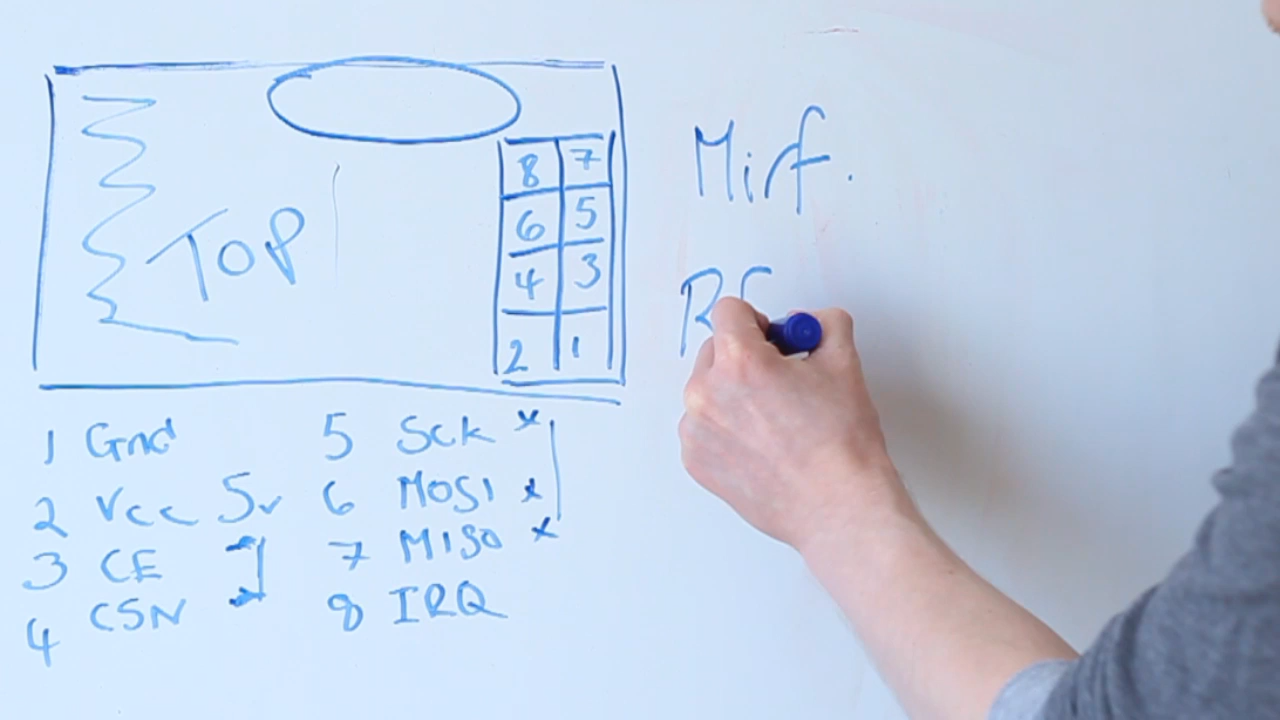 8 7
6 5
TOP
4 3
2 1
Mirf.
RF
1 Gnd
2 Vcc 5v
3 CE
4 CSN
5 Sck *
6 MOSI *
7 MISO *
8 IRQ